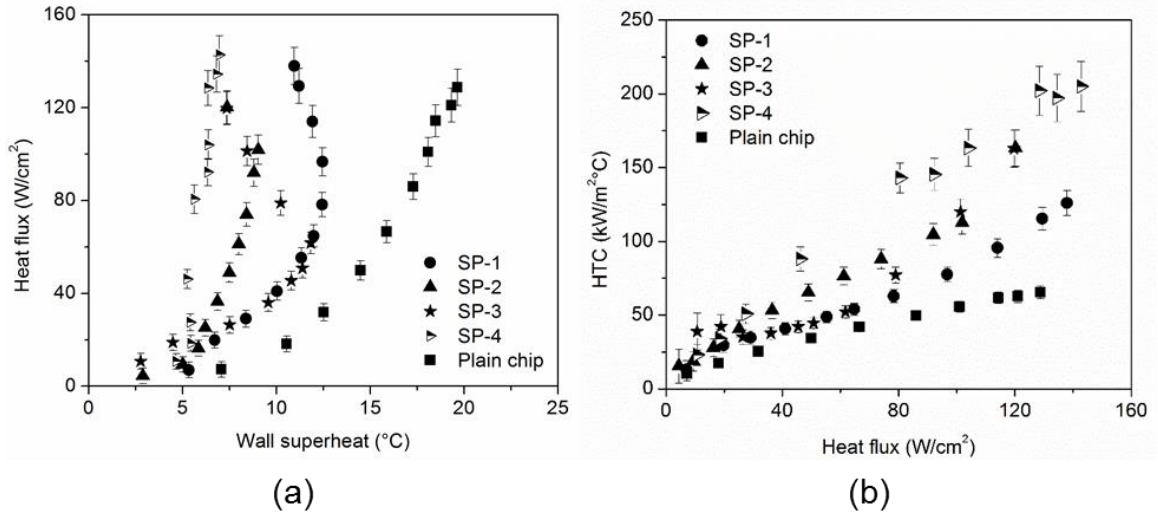 160
120
80
40
0
Heat flux (W/cm²)
SP-1
SP-2
SP-3
SP-4
Plain chip
0 5 10 15 20 25
Wall superheat (°C)
(a)
250
200
150
100
50
0
HTC (kW/m²°C)
SP-1
SP-2
SP-3
SP-4
Plain chip
0 40 80 120 160
Heat flux (W/cm²)
(b)